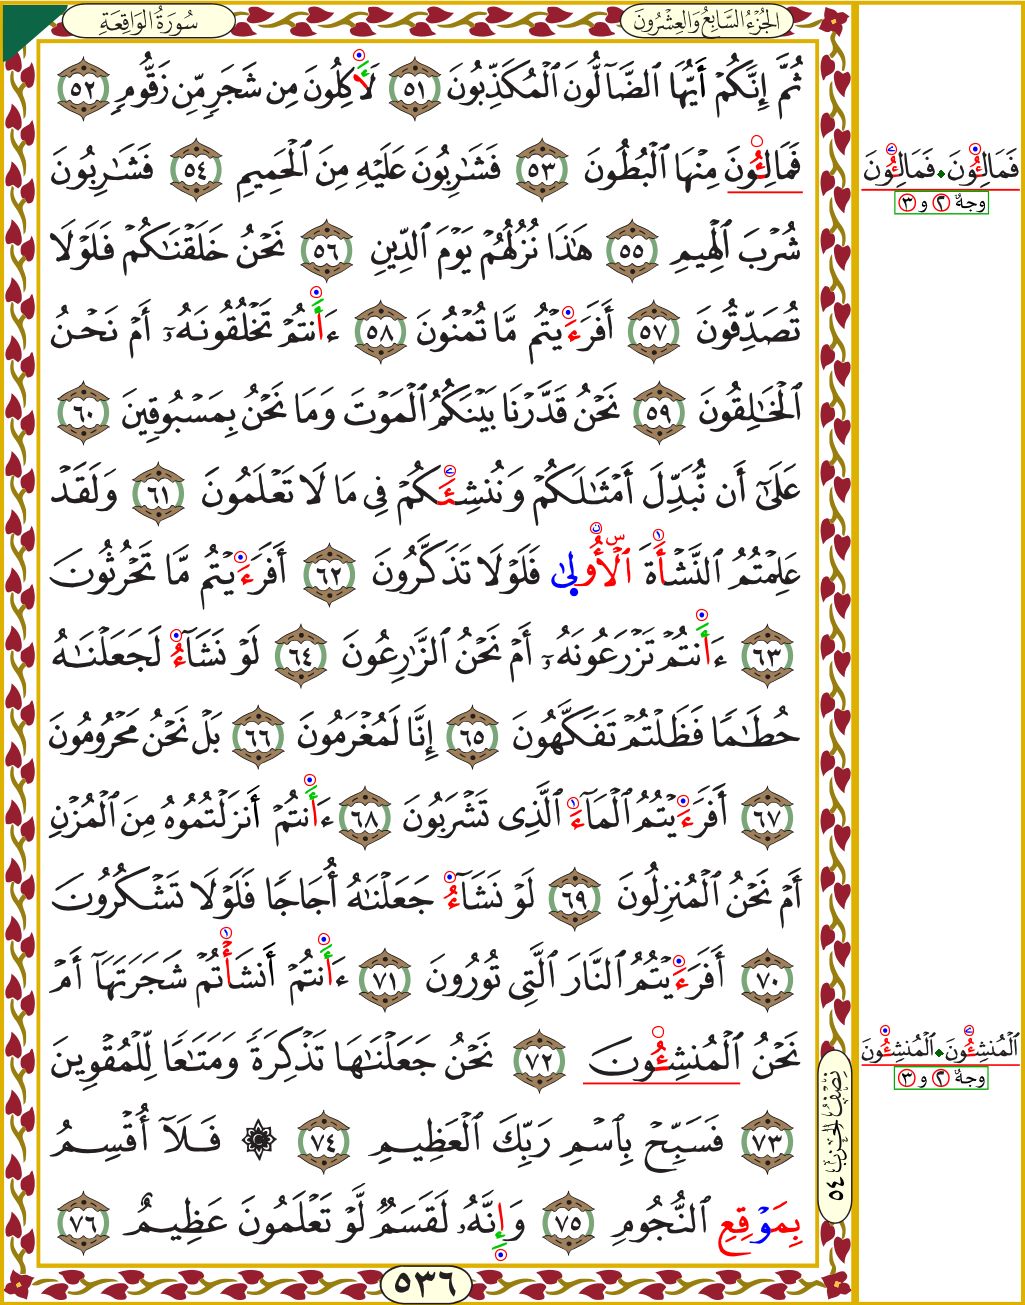 سُورَةُ الوَاقِعَةِ
الجُزْءُ السَّابِعُ وَالعِشْرُونَ
ثُمَّ إِنَّكُمْ أَيُّهَا ٱلضَّآلُّونَ ٱلْمُكَذِّبُونَ ٥١ لَأَكِلُونَ مِن شَجَرٍ مِّن زَقُّومٍ ٥٢
فَمَالِـُٔونَ مِنْهَا ٱلْبُطُونَ ٥٣ فَشَـٰرِبُونَ عَلَيْهِ مِنَ ٱلْحَمِيمِ ٥٤ فَشَـٰرِبُونَ
شُرْبَ ٱلْهِيمِ ٥٥ هَـٰذَا نُزُلُهُمْ يَوْمَ ٱلدِّينِ ٥٦ نَحْنُ خَلَقْنَـٰكُمْ فَلَوْلَا
تُصَدِّقُونَ ٥٧ أَفَرَءَيْتُم مَّا تُمْنُونَ ٥٨ ءَأَنتُمْ تَخْلُقُونَهُۥٓ أَمْ نَحْنُ
ٱلْخَـٰلِقُونَ ٥٩ نَحْنُ قَدَّرْنَا بَيْنَكُمُ ٱلْمَوْتَ وَمَا نَحْنُ بِمَسْبُوقِينَ ٦٠
عَلَىٰٓ أَن نُّبَدِّلَ أَمْثَـٰلَكُمْ وَنُنشِئَكُمْ فِى مَا لَا تَعْلَمُونَ ٦١ وَلَقَدْ
عَلِمْتُمُ ٱلنَّشْأَةَ ٱلْأُولَىٰ فَلَوْلَا تَذَكَّرُونَ ٦٢ أَفَرَءَيْتُم مَّا تَحْرُثُونَ
٦٣ ءَأَنتُمْ تَزْرَعُونَهُۥٓ أَمْ نَحْنُ ٱلزَّٰرِعُونَ ٦٤ لَوْ نَشَآءُ لَجَعَلْنَـٰهُ
حُطَـٰمًا فَظَلْتُمْ تَفَكَّهُونَ ٦٥ إِنَّا لَمُغْرَمُونَ ٦٦ بَلْ نَحْنُ مَحْرُومُونَ
٦٧ أَفَرَءَيْتُمُ ٱلْمَآءَ ٱلَّذِى تَشْرَبُونَ ٦٨ ءَأَنتُمْ أَنزَلْتُمُوهُ مِنَ ٱلْمُزْنِ
أَمْ نَحْنُ ٱلْمُنزِلُونَ ٦٩ لَوْ نَشَآءُ جَعَلْنَـٰهُ أُجَاجًا فَلَوْلَا تَشْكُرُونَ
٧٠ أَفَرَءَيْتُمُ ٱلنَّارَ ٱلَّتِى تُورُونَ ٧١ ءَأَنتُمْ أَنشَأْتُمْ شَجَرَتَهَآ أَمْ
نَحْنُ ٱلْمُنشِـُٔونَ ٧٢ نَحْنُ جَعَلْنَـٰهَا تَذْكِرَةً وَمَتَـٰعًا لِّلْمُقْوِينَ
٧٣ فَسَبِّحْ بِٱسْمِ رَبِّكَ ٱلْعَظِيمِ ٧٤ ۞ فَلَآ أُقْسِمُ
بِمَوْقِعِ ٱلنُّجُومِ ٧٥ وَإِنَّهُۥ لَقَسَمٌ لَّوْ تَعْلَمُونَ عَظِيمٌ ٧٦
٥٣٦
فَمَالِـُٔونَ • فَمَالِـُٔونَ
وجهٌ ٢ و ٣
ٱلْمُنشِـُٔونَ • ٱلْمُنشِـُٔونَ
وجهٌ ٢ و ٣
نِصْفُ الحِزْبِ ٥٤